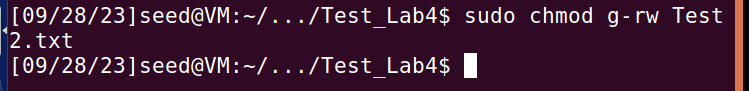 [09/28/23]seed@VM:~/.../Test_Lab4$ sudo chmod g-rw Test
2.txt
[09/28/23]seed@VM:~/.../Test_Lab4$